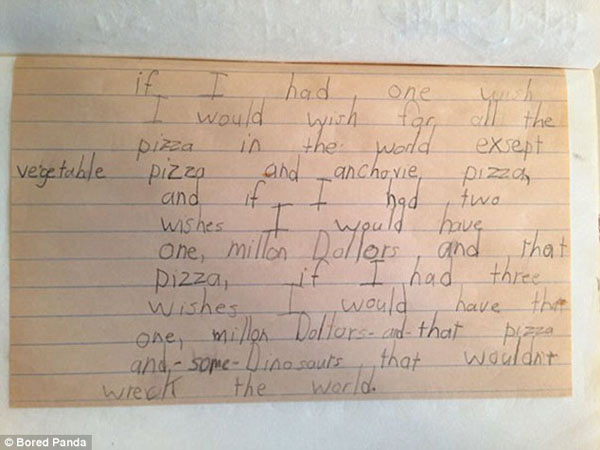 if I had one wish
I would wish for all the
pizza in the world exsept
vegetable pizza and anchovie pizza,
and if I had two
wishes I would have
one, millon Dollors and that
pizza, if I had three
wishes I would have that
one, millon Dollors-and-that pizza
and,-some-Dinosaurs that wouldnt
wreck the world.
© Bored Panda